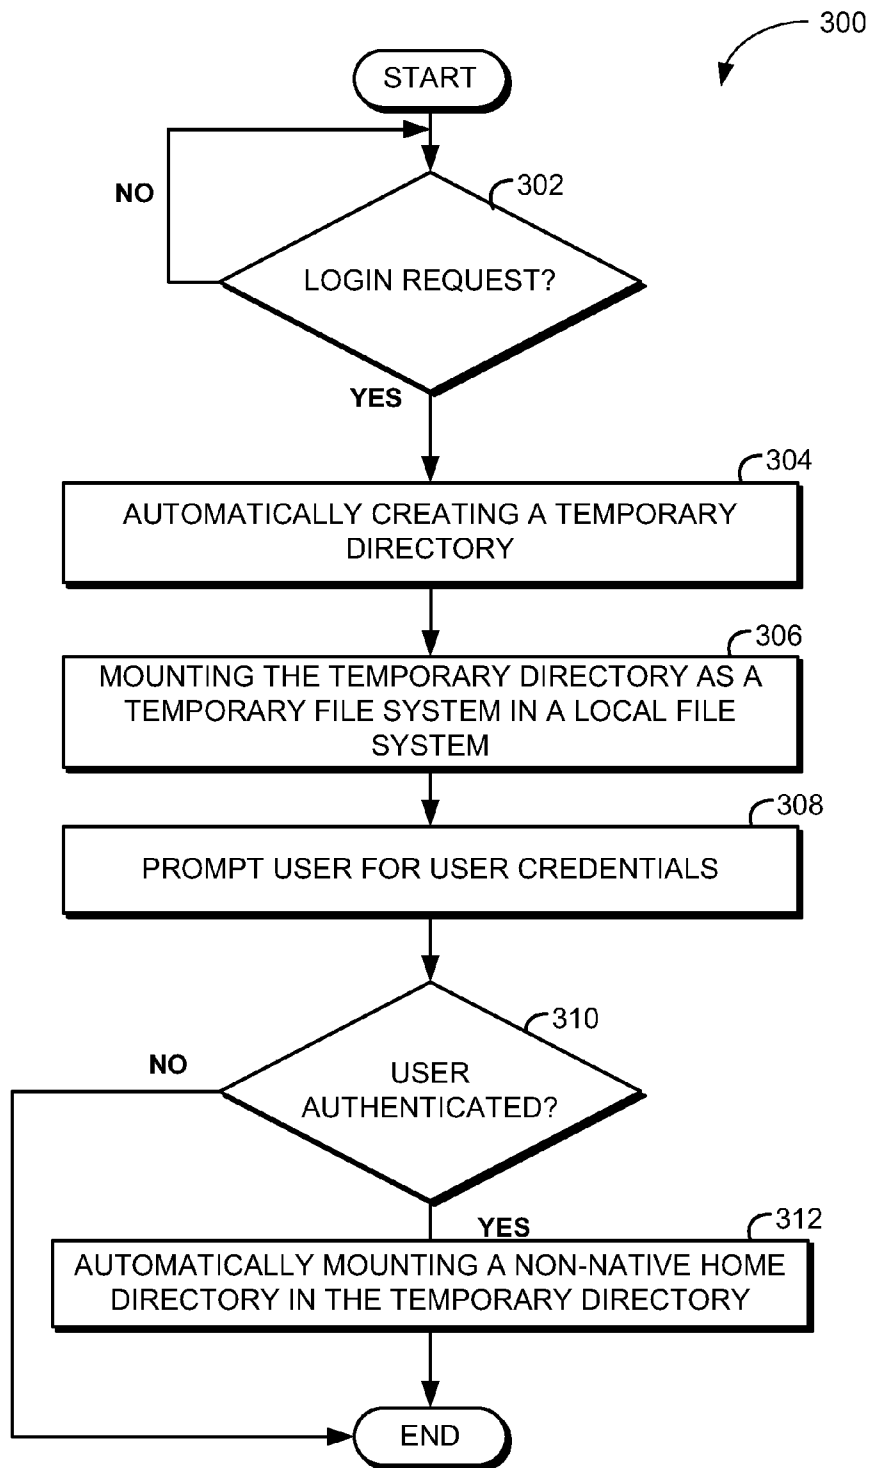 300
START
NO
302
LOGIN REQUEST?
YES
304
AUTOMATICALLY CREATING A TEMPORARY
DIRECTORY
306
MOUNTING THE TEMPORARY DIRECTORY AS A
TEMPORARY FILE SYSTEM IN A LOCAL FILE
SYSTEM
308
PROMPT USER FOR USER CREDENTIALS
310
NO
USER
AUTHENTICATED?
YES
312
AUTOMATICALLY MOUNTING A NON-NATIVE HOME
DIRECTORY IN THE TEMPORARY DIRECTORY
END